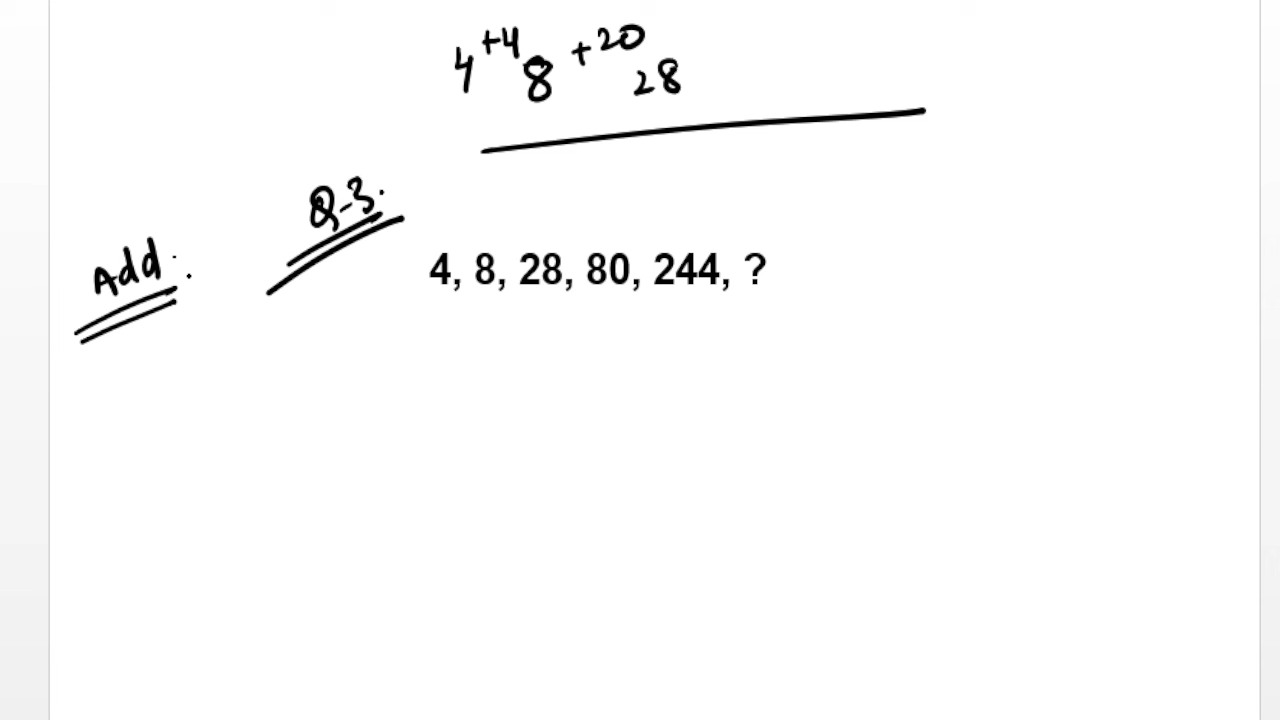 4 +4 8 +20 28
Q-3.
Add :
4, 8, 28, 80, 244, ?